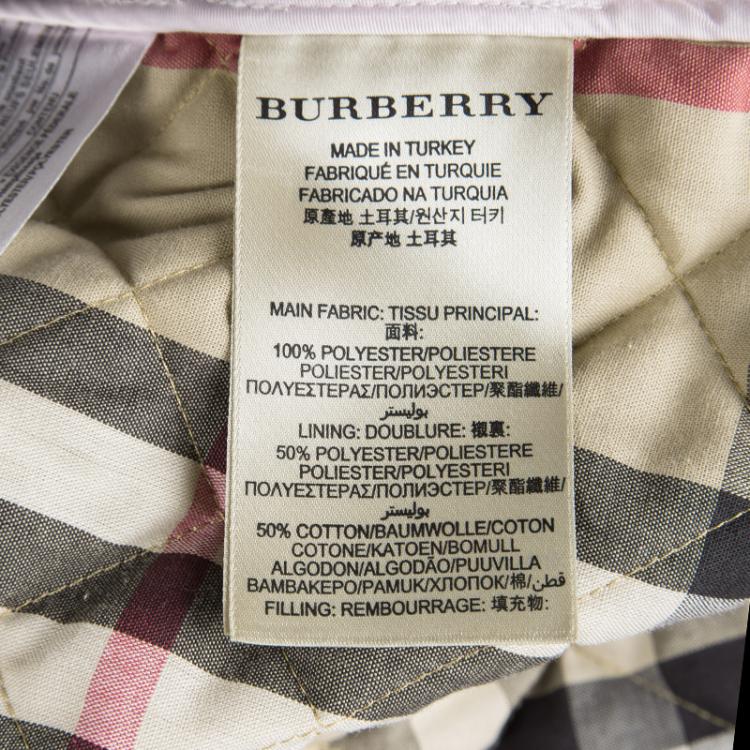 BURBERRY
MADE IN TURKEY
FABRIQUÉ EN TURQUIE
FABRICADO NA TURQUIA
原產地 土耳其/원산지 터키
原产地 土耳其
MAIN FABRIC: TISSU PRINCIPAL:
面料:
100% POLYESTER/POLIESTERE
POLIESTER/POLYESTERI
ΠΟΛΥΕΣΤΕΡΑΣ/ПОЛИЭСТЕР/聚酯纖維/
بوليستر
LINING: DOUBLURE: 襯裏:
50% POLYESTER/POLIESTERE
POLIESTER/POLYESTERI
ΠΟΛΥΕΣΤΕΡΑΣ/ПОЛИЭСТЕР/聚酯纖維/
بوليستر
50% COTTON/BAUMWOLLE/COTON
COTONE/KATOEN/BOMULL
ALGODON/ALGODÃO/PUUVILLA
BAMBAKEPO/PAMUK/ХЛОПОК/棉/قطن
FILLING: REMBOURRAGE: 填充物: